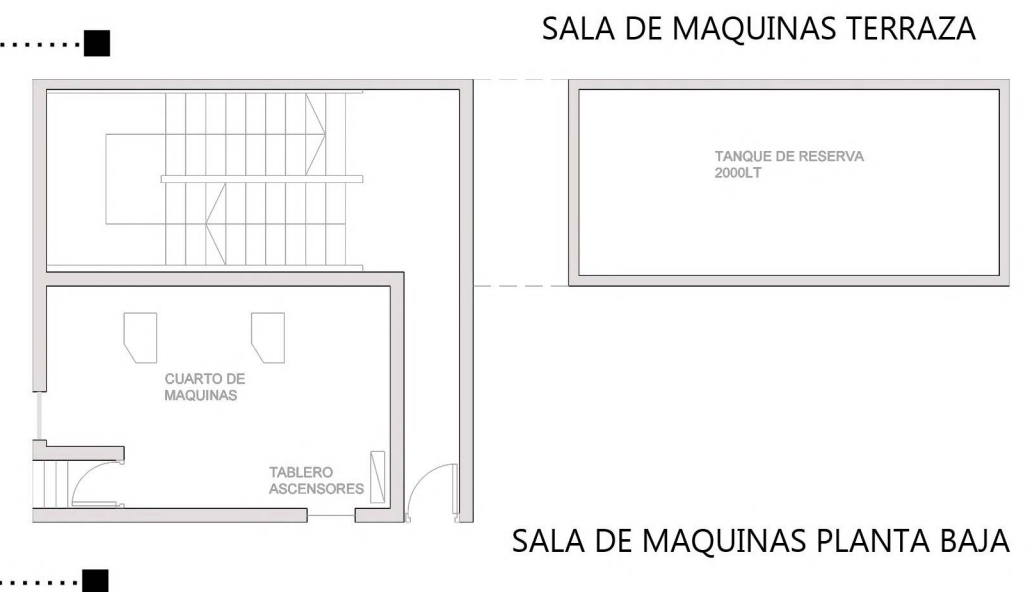 SALA DE MAQUINAS TERRAZA
TANQUE DE RESERVA
2000LT
CUARTO DE
MAQUINAS
TABLERO
ASCENSORES
SALA DE MAQUINAS PLANTA BAJA